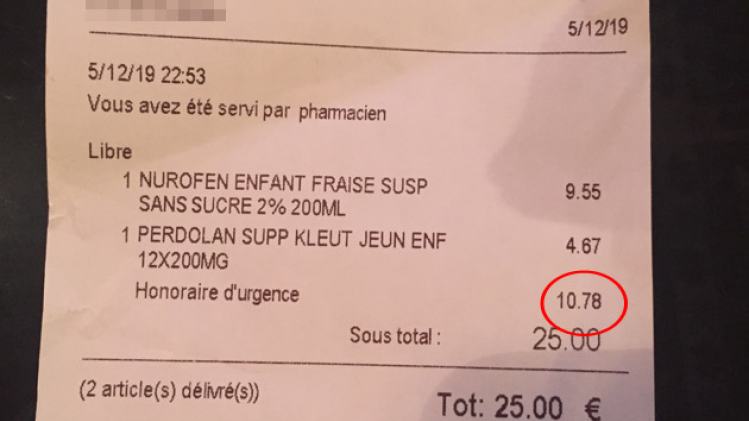 5/12/19
5/12/19 22:53
Vous avez été servi par pharmacien
Libre
1 NUROFEN ENFANT FRAISE SUSP 9.55
SANS SUCRE 2% 200ML
1 PERDOLAN SUPP KLEUT JEUN ENF 4.67
12X200MG
Honoraire d'urgence 10.78
Sous total : 25.00
(2 article(s) délivré(s))
Tot: 25.00 €